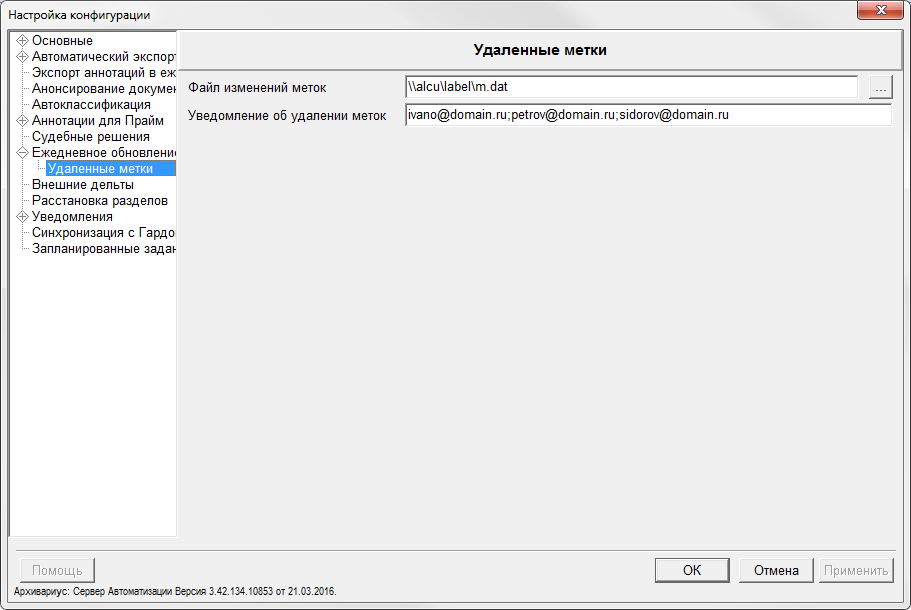 Настройка конфигурации
Основные
Автоматический экспорт
Экспорт аннотаций в еж
Анонсирование докумен
Автоклассификация
Аннотации для Прайм
Судебные решения
Ежедневное обновление
Удаленные метки
Внешние дельты
Расстановка разделов
Уведомления
Синхронизация с Гардо
Запланированные задан
Удаленные метки
Файл изменений меток
\\alcu\label\m.dat
...
Уведомление об удалении меток
ivano@domain.ru;petrov@domain.ru;sidorov@domain.ru
Помощь
ОК
Отмена
Применить
Архивариус: Сервер Автоматизации Версия 3.42.134.10853 от 21.03.2016.